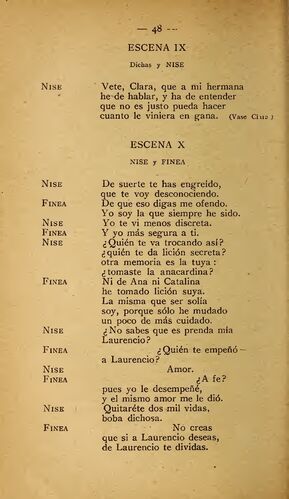 — 48 —
ESCENA IX
Dichas y NISE
NISE Vete, Clara, que a mi hermana
he de hablar, y ha de entender
que no es justo pueda hacer
cuanto le viniera en gana. (Vase Clara)
ESCENA X
NISE y FINEA
NISE De suerte te has engreído,
que te voy desconociendo.
FINEA De que eso digas me ofendo.
Yo soy la que siempre he sido.
NISE Yo te vi menos discreta.
FINEA Y yo más segura a ti.
NISE ¿Quién te va trocando así?
¿quién te da lición secreta?
otra memoria es la tuya:
¿tomaste la anacardina?
FINEA Ni de Ana ni Catalina
he tomado lición suya.
La misma que ser solía
soy, porque sólo he mudado
un poco de más cuidado.
NISE ¿No sabes que es prenda mía
Laurencio?
FINEA ¿Quién te empeñó
a Laurencio?
NISE Amor.
FINEA ¿A fe?
pues yo le desempeñé,
y el mismo amor me le dió.
NISE Quitaréte dos mil vidas,
boba dichosa.
FINEA No creas
que si a Laurencio deseas,
de Laurencio te dividas.